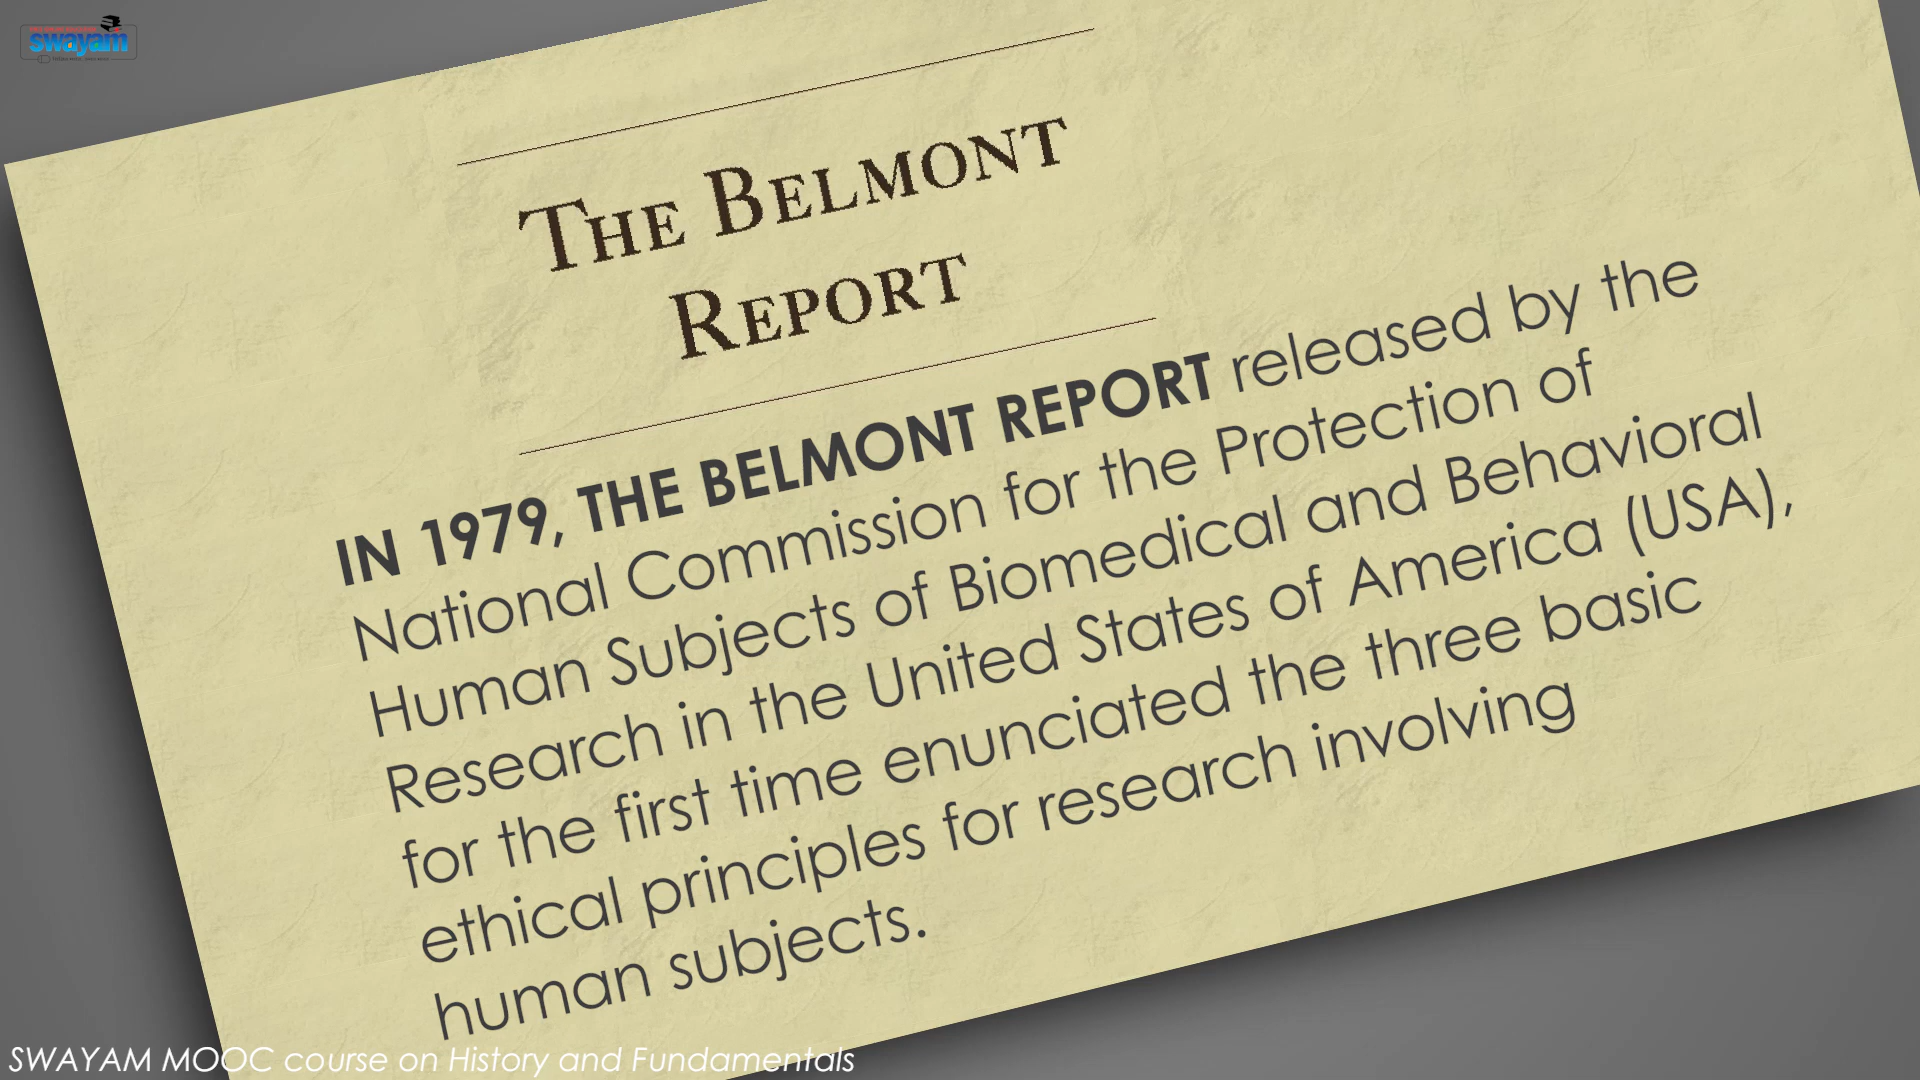 swayam
THE BELMONT
REPORT
IN 1979, THE BELMONT REPORT released by the
National Commission for the Protection of
Human Subjects of Biomedical and Behavioral
Research in the United States of America (USA),
for the first time enunciated the three basic
ethical principles for research involving
human subjects.
SWAYAM MOOC course on History and Fundamentals